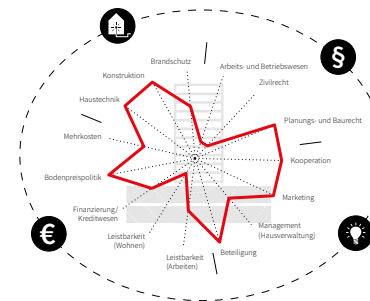 Brandschutz
Arbeits- und Betriebswesen
Zivilrecht
Planungs- und Baurecht
Kooperation
Marketing
Management
(Hausverwaltung)
Beteiligung
Leistbarkeit
(Arbeiten)
Leistbarkeit
(Wohnen)
Finanzierung/
Kreditwesen
Bodenpreispolitik
Mehrkosten
Haustechnik
Konstruktion
§
€